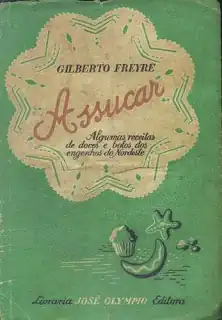 GILBERTO FREYRE
Assucar
Algumas receitas
de doces e bolos dos
engenhos do Nordeste
Livraria JOSÉ OLYMPIO Editora